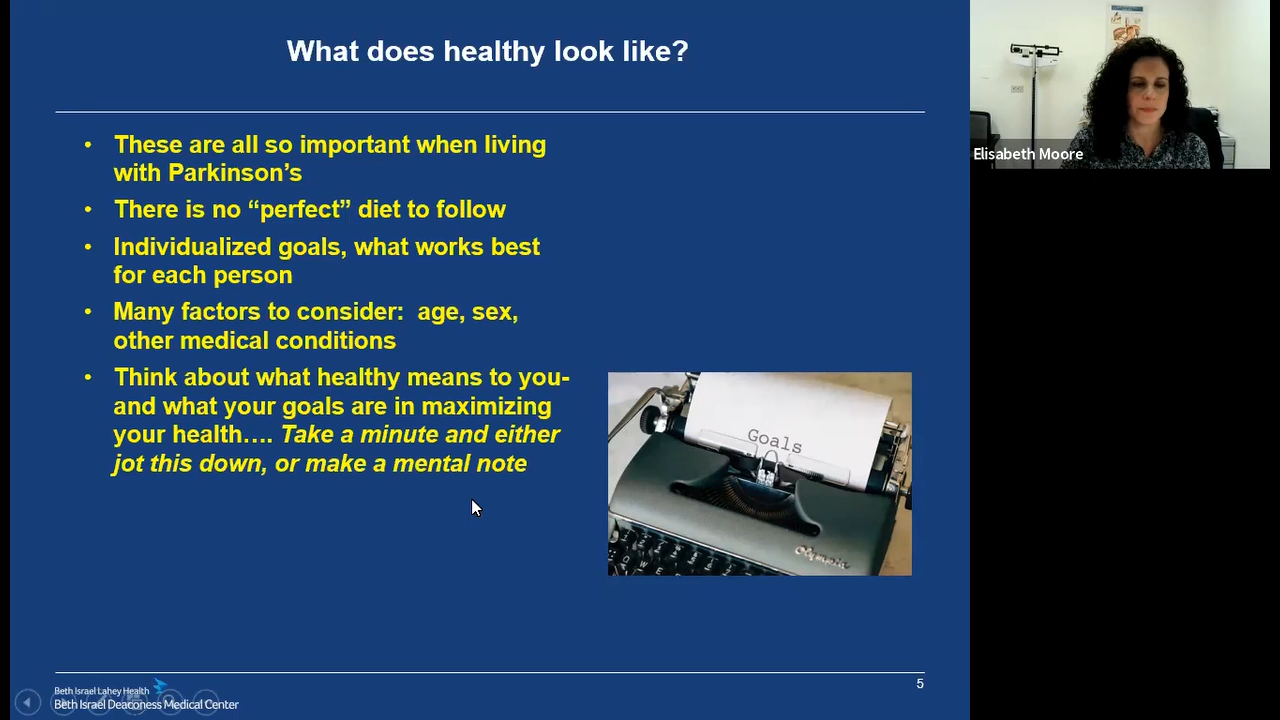 What does healthy look like?
• These are all so important when living
with Parkinson’s
• There is no “perfect” diet to follow
• Individualized goals, what works best
for each person
• Many factors to consider:  age, sex,
other medical conditions
• Think about what healthy means to you-
and what your goals are in maximizing
your health…. Take a minute and either
jot this down, or make a mental note
Goals
Olympia
Elisabeth Moore
Beth Israel Lahey Health
Beth Israel Deaconess Medical Center
5